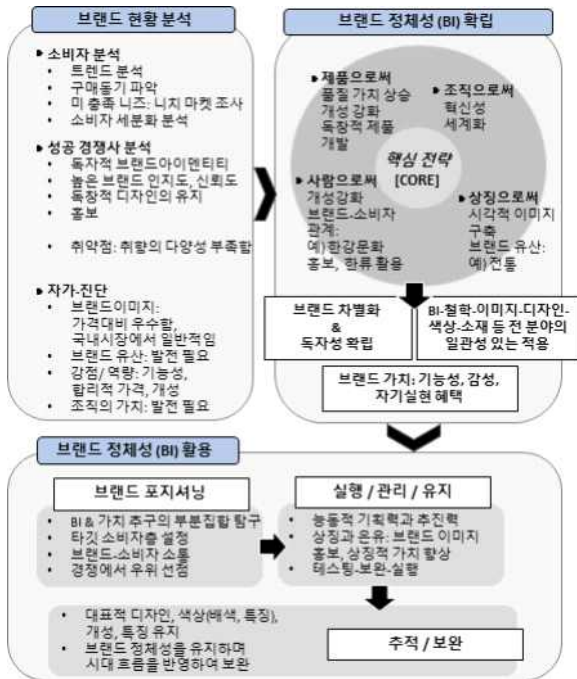 브랜드 현황 분석
소비자 분석
트렌드 분석
구매동기 파악
미 충족 니즈: 니치 마켓 조사
소비자 세분화 분석
성공 경쟁사 분석
독자적 브랜드아이덴티티
높은 브랜드 인지도, 신뢰도
독창적 디자인의 유지
홍보
취약점: 취향의 다양성 부족함
자가-진단
브랜드이미지:
가격대비 우수함,
국내시장에서 일반적임
브랜드 유산: 발전 필요
강점/ 역량: 기능성,
합리적 가격, 개성
조직의 가치: 발전 필요
브랜드 정체성 (BI) 확립
제품으로써
품질 가치 상승
개성 강화
독창적 제품
개발
조직으로써
혁신성
세계화
핵심 전략
[CORE]
사람으로써
개성강화
브랜드-소비자
관계:
예) 한강문화
홍보, 한류 활용
상징으로써
시각적 이미지
구축
브랜드 유산:
예) 전통
브랜드 차별화
&
독자성 확립
BI-철학-이미지-디자인-
색상-소재 등 전 분야의
일관성 있는 적용
브랜드 가치: 기능성, 감성,
자기실현 혜택
브랜드 정체성 (BI) 활용
브랜드 포지셔닝
BI & 가치 추구의 부분집합 탐구
타깃 소비자층 설정
브랜드-소비자 소통
경쟁에서 우위 선점
실행 / 관리 / 유지
능동적 기획력과 추진력
상징과 은유: 브랜드 이미지
홍보, 상징적 가치 향상
테스팅-보완-실행
대표적 디자인, 색상(배색, 특징),
개성, 특징 유지
브랜드 정체성을 유지하며
시대 흐름을 반영하여 보완
추적 / 보완